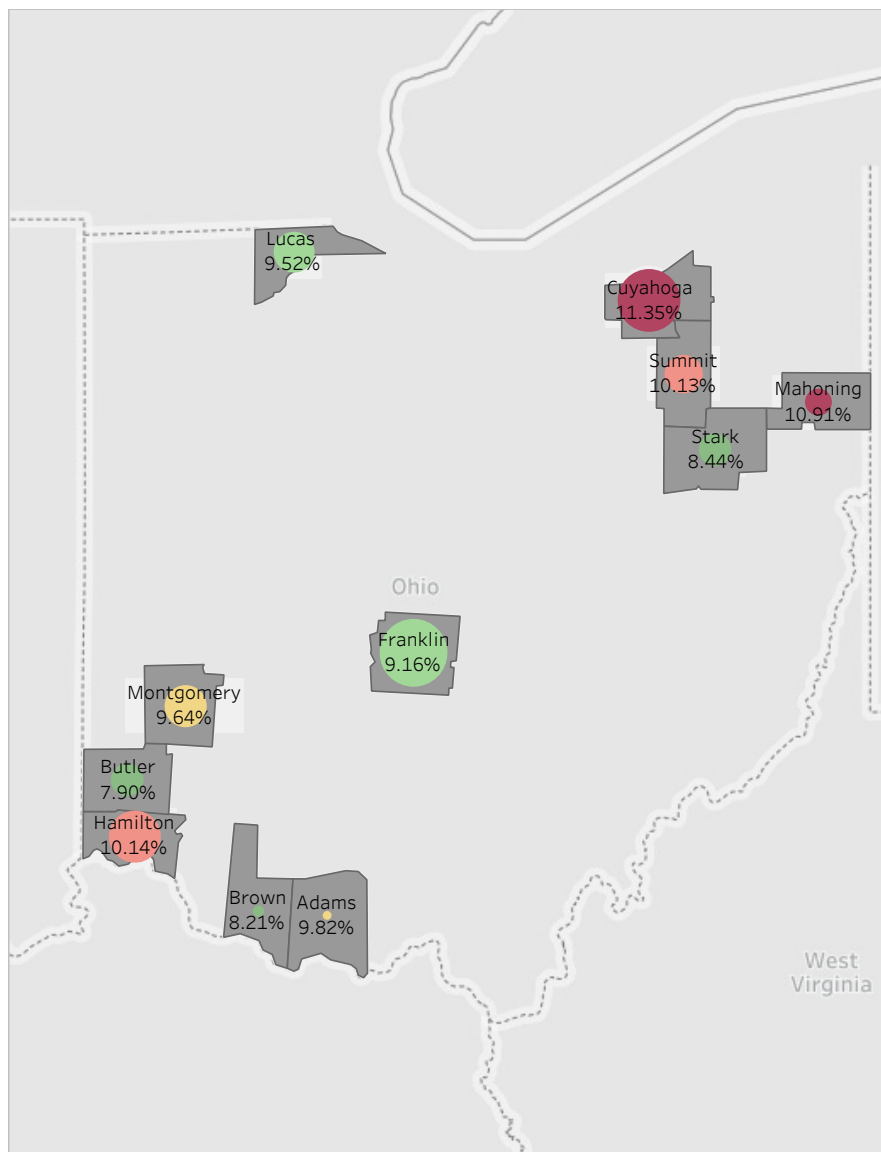 Lucas
9.52%
Cuyahoga
11.35%
Summit
10.13%
Mahoning
10.91%
Stark
8.44%
Ohio
Franklin
9.16%
Montgomery
9.64%
Butler
7.90%
Hamilton
10.14%
Brown
8.21%
Adams
9.82%
West
Virginia